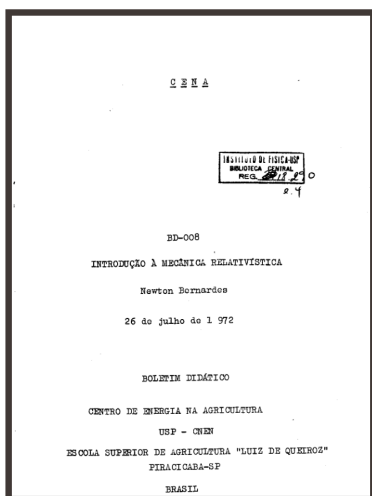 C E N A
INSTITUTO DE FÍSICA-USP
BIBLIOTECA CENTRAL
REG.
BD-008
INTRODUÇÃO À MECÂNICA RELATIVÍSTICA
Newton Bernardes
26 de julho de 1 972
BOLETIM DIDÁTICO
CENTRO DE ENERGIA NA AGRICULTURA
USP - CNEN
ESCOLA SUPERIOR DE AGRICULTURA "LUIZ DE QUEIROZ"
PIRACICABA-SP
BRASIL